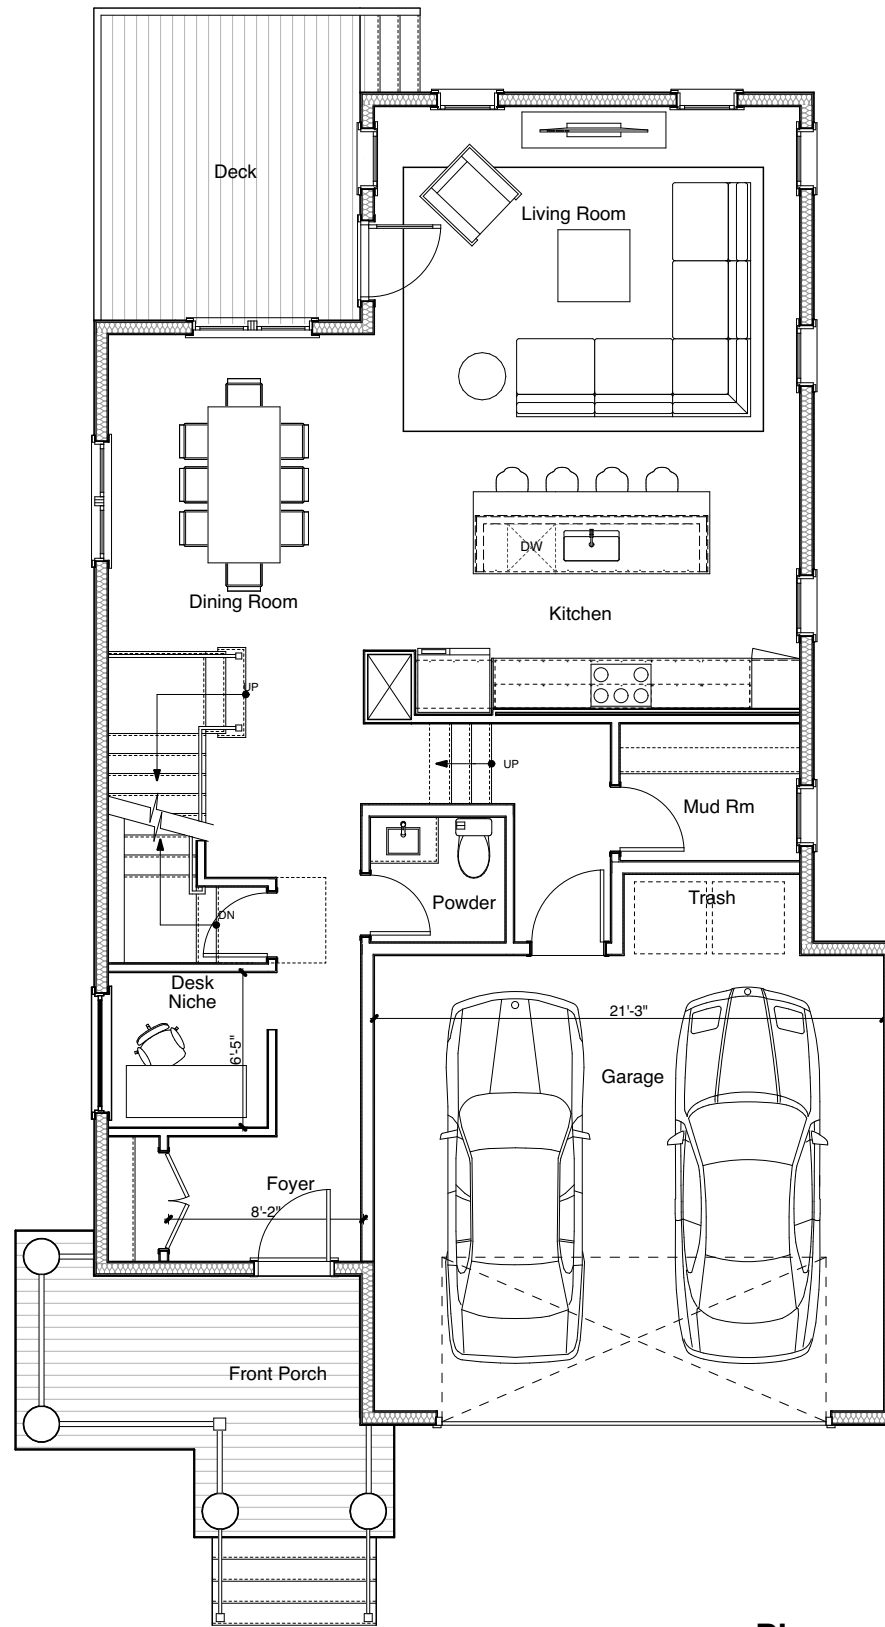 Deck
Living Room
DW
Dining Room
Kitchen
UP
UP
Mud Rm
Powder
Trash
DN
Desk
Niche
6'-5"
21'-3"
Garage
Foyer
8'-2"
Front Porch